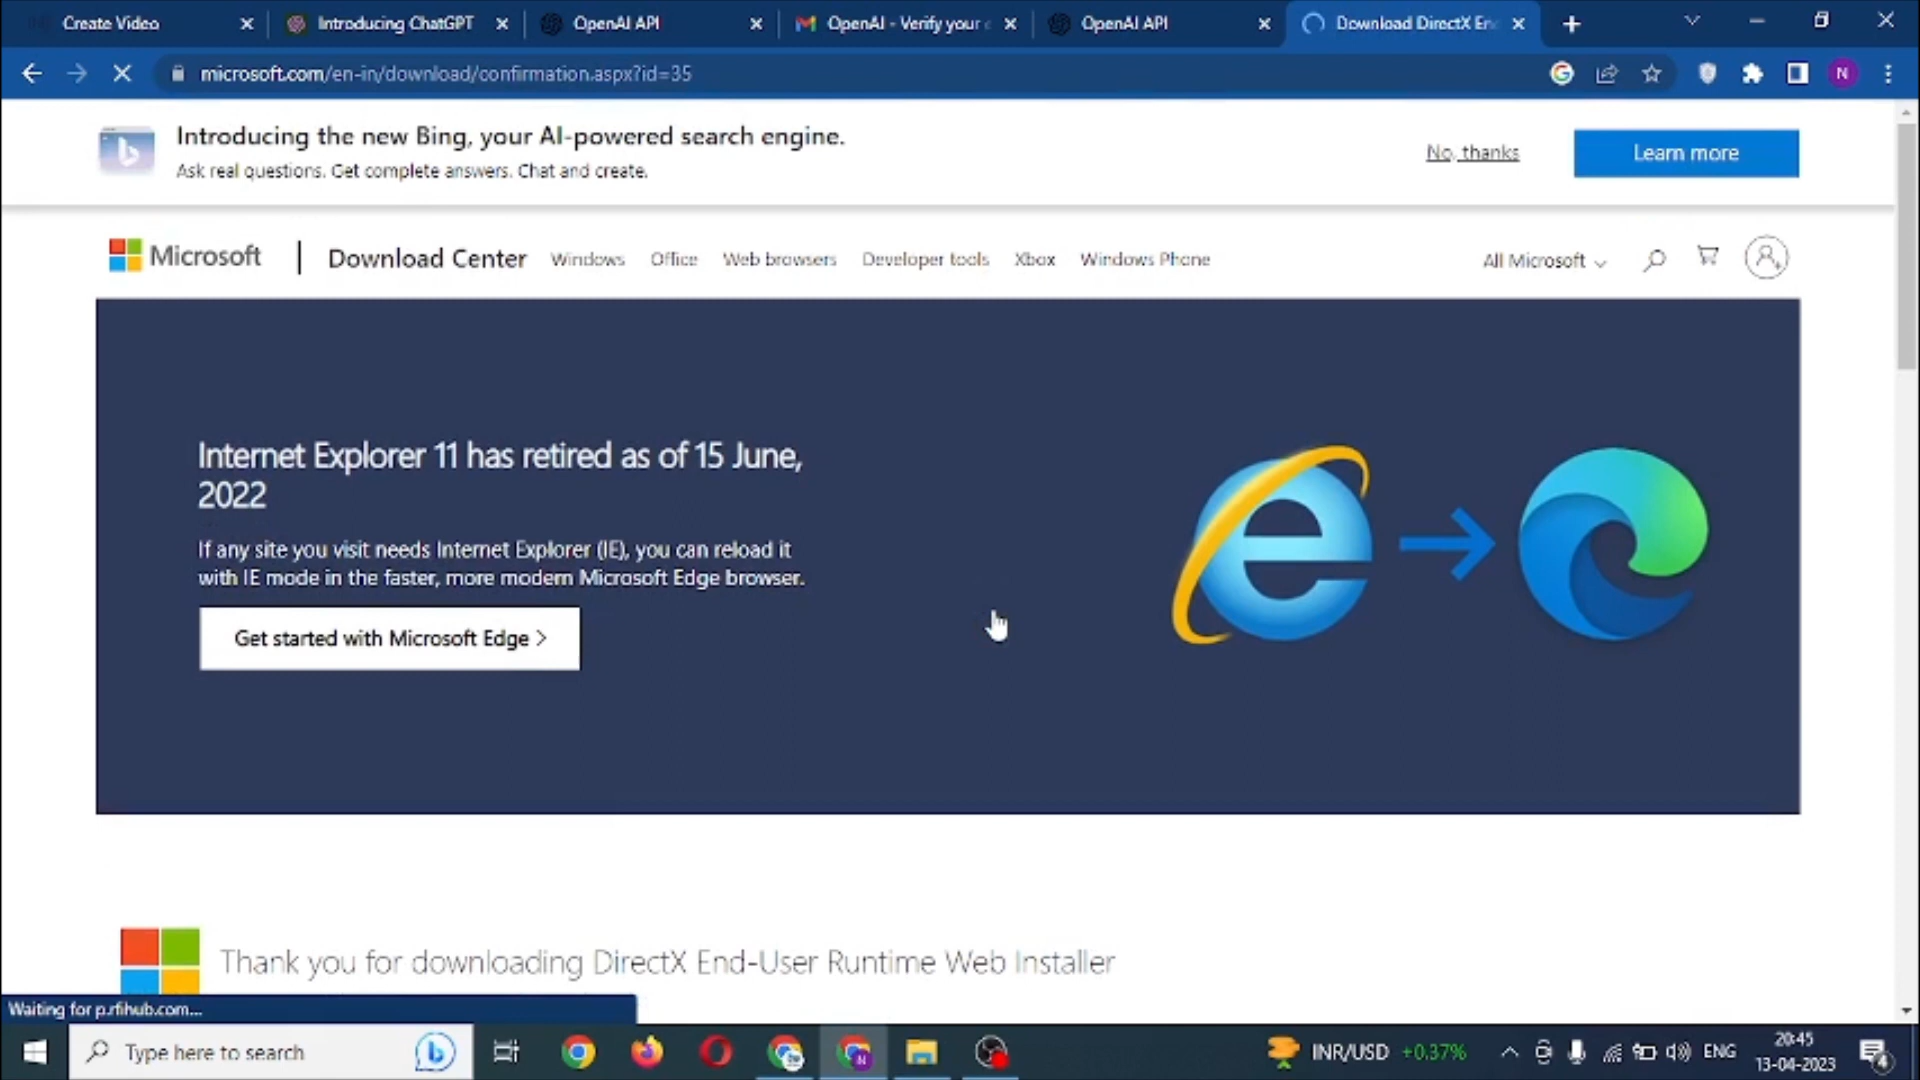 Create Video
Introducing ChatGPT
OpenAI API
OpenAI - Verify your
OpenAI API
Download DirectX En
microsoft.com/en-in/download/confirmation.aspx?id=35
N
Introducing the new Bing, your AI-powered search engine.
Ask real questions. Get complete answers. Chat and create.
No, thanks
Learn more
Microsoft
Download Center
Windows
Office
Web browsers
Developer tools
Xbox
Windows Phone
All Microsoft
Internet Explorer 11 has retired as of 15 June,
2022
If any site you visit needs Internet Explorer (IE), you can reload it
with IE mode in the faster, more modern Microsoft Edge browser.
Get started with Microsoft Edge >
Thank you for downloading DirectX End-User Runtime Web Installer
Waiting for p.rfihub.com...
Type here to search
N
INR/USD +0.37%
ENG
20:45
13-04-2023
4